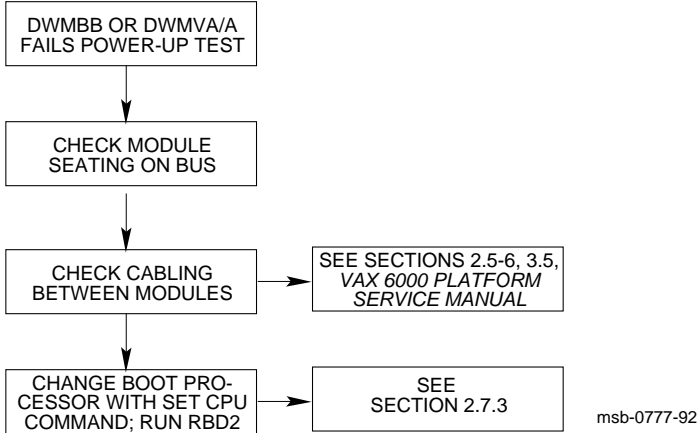 DWMBB OR DWMVA/A
FAILS POWER-UP TEST
CHECK MODULE
SEATING ON BUS
CHECK CABLING
BETWEEN MODULES
SEE SECTIONS 2.5-6, 3.5,
VAX 6000 PLATFORM
SERVICE MANUAL
CHANGE BOOT PRO-
CESSOR WITH SET CPU
COMMAND; RUN RBD2
SEE
SECTION 2.7.3
msb-0777-92